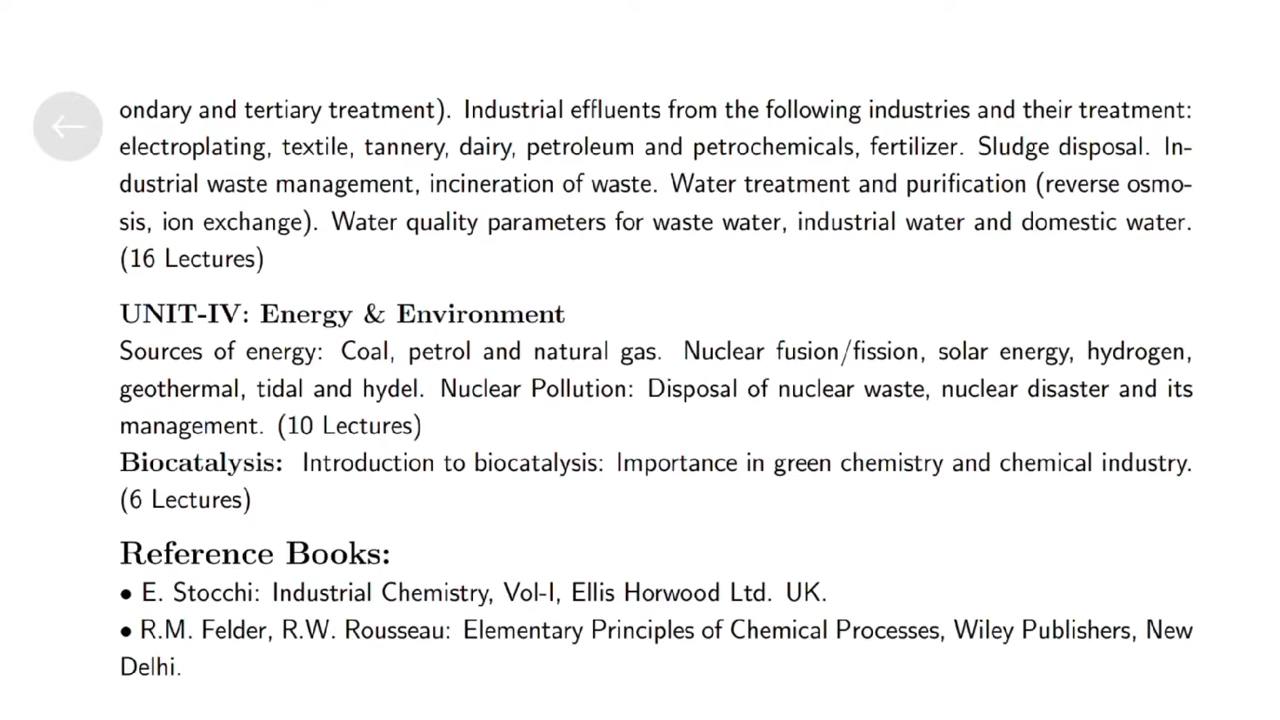 ondary and tertiary treatment). Industrial effluents from the following industries and their treatment:
electroplating, textile, tannery, dairy, petroleum and petrochemicals, fertilizer. Sludge disposal. In-
dustrial waste management, incineration of waste. Water treatment and purification (reverse osmo-
sis, ion exchange). Water quality parameters for waste water, industrial water and domestic water.
(16 Lectures)
UNIT-IV: Energy & Environment
Sources of energy: Coal, petrol and natural gas. Nuclear fusion/fission, solar energy, hydrogen,
geothermal, tidal and hydel. Nuclear Pollution: Disposal of nuclear waste, nuclear disaster and its
management. (10 Lectures)
Biocatalysis: Introduction to biocatalysis: Importance in green chemistry and chemical industry.
(6 Lectures)
Reference Books:
• E. Stocchi: Industrial Chemistry, Vol-I, Ellis Horwood Ltd. UK.
• R.M. Felder, R.W. Rousseau: Elementary Principles of Chemical Processes, Wiley Publishers, New
Delhi.